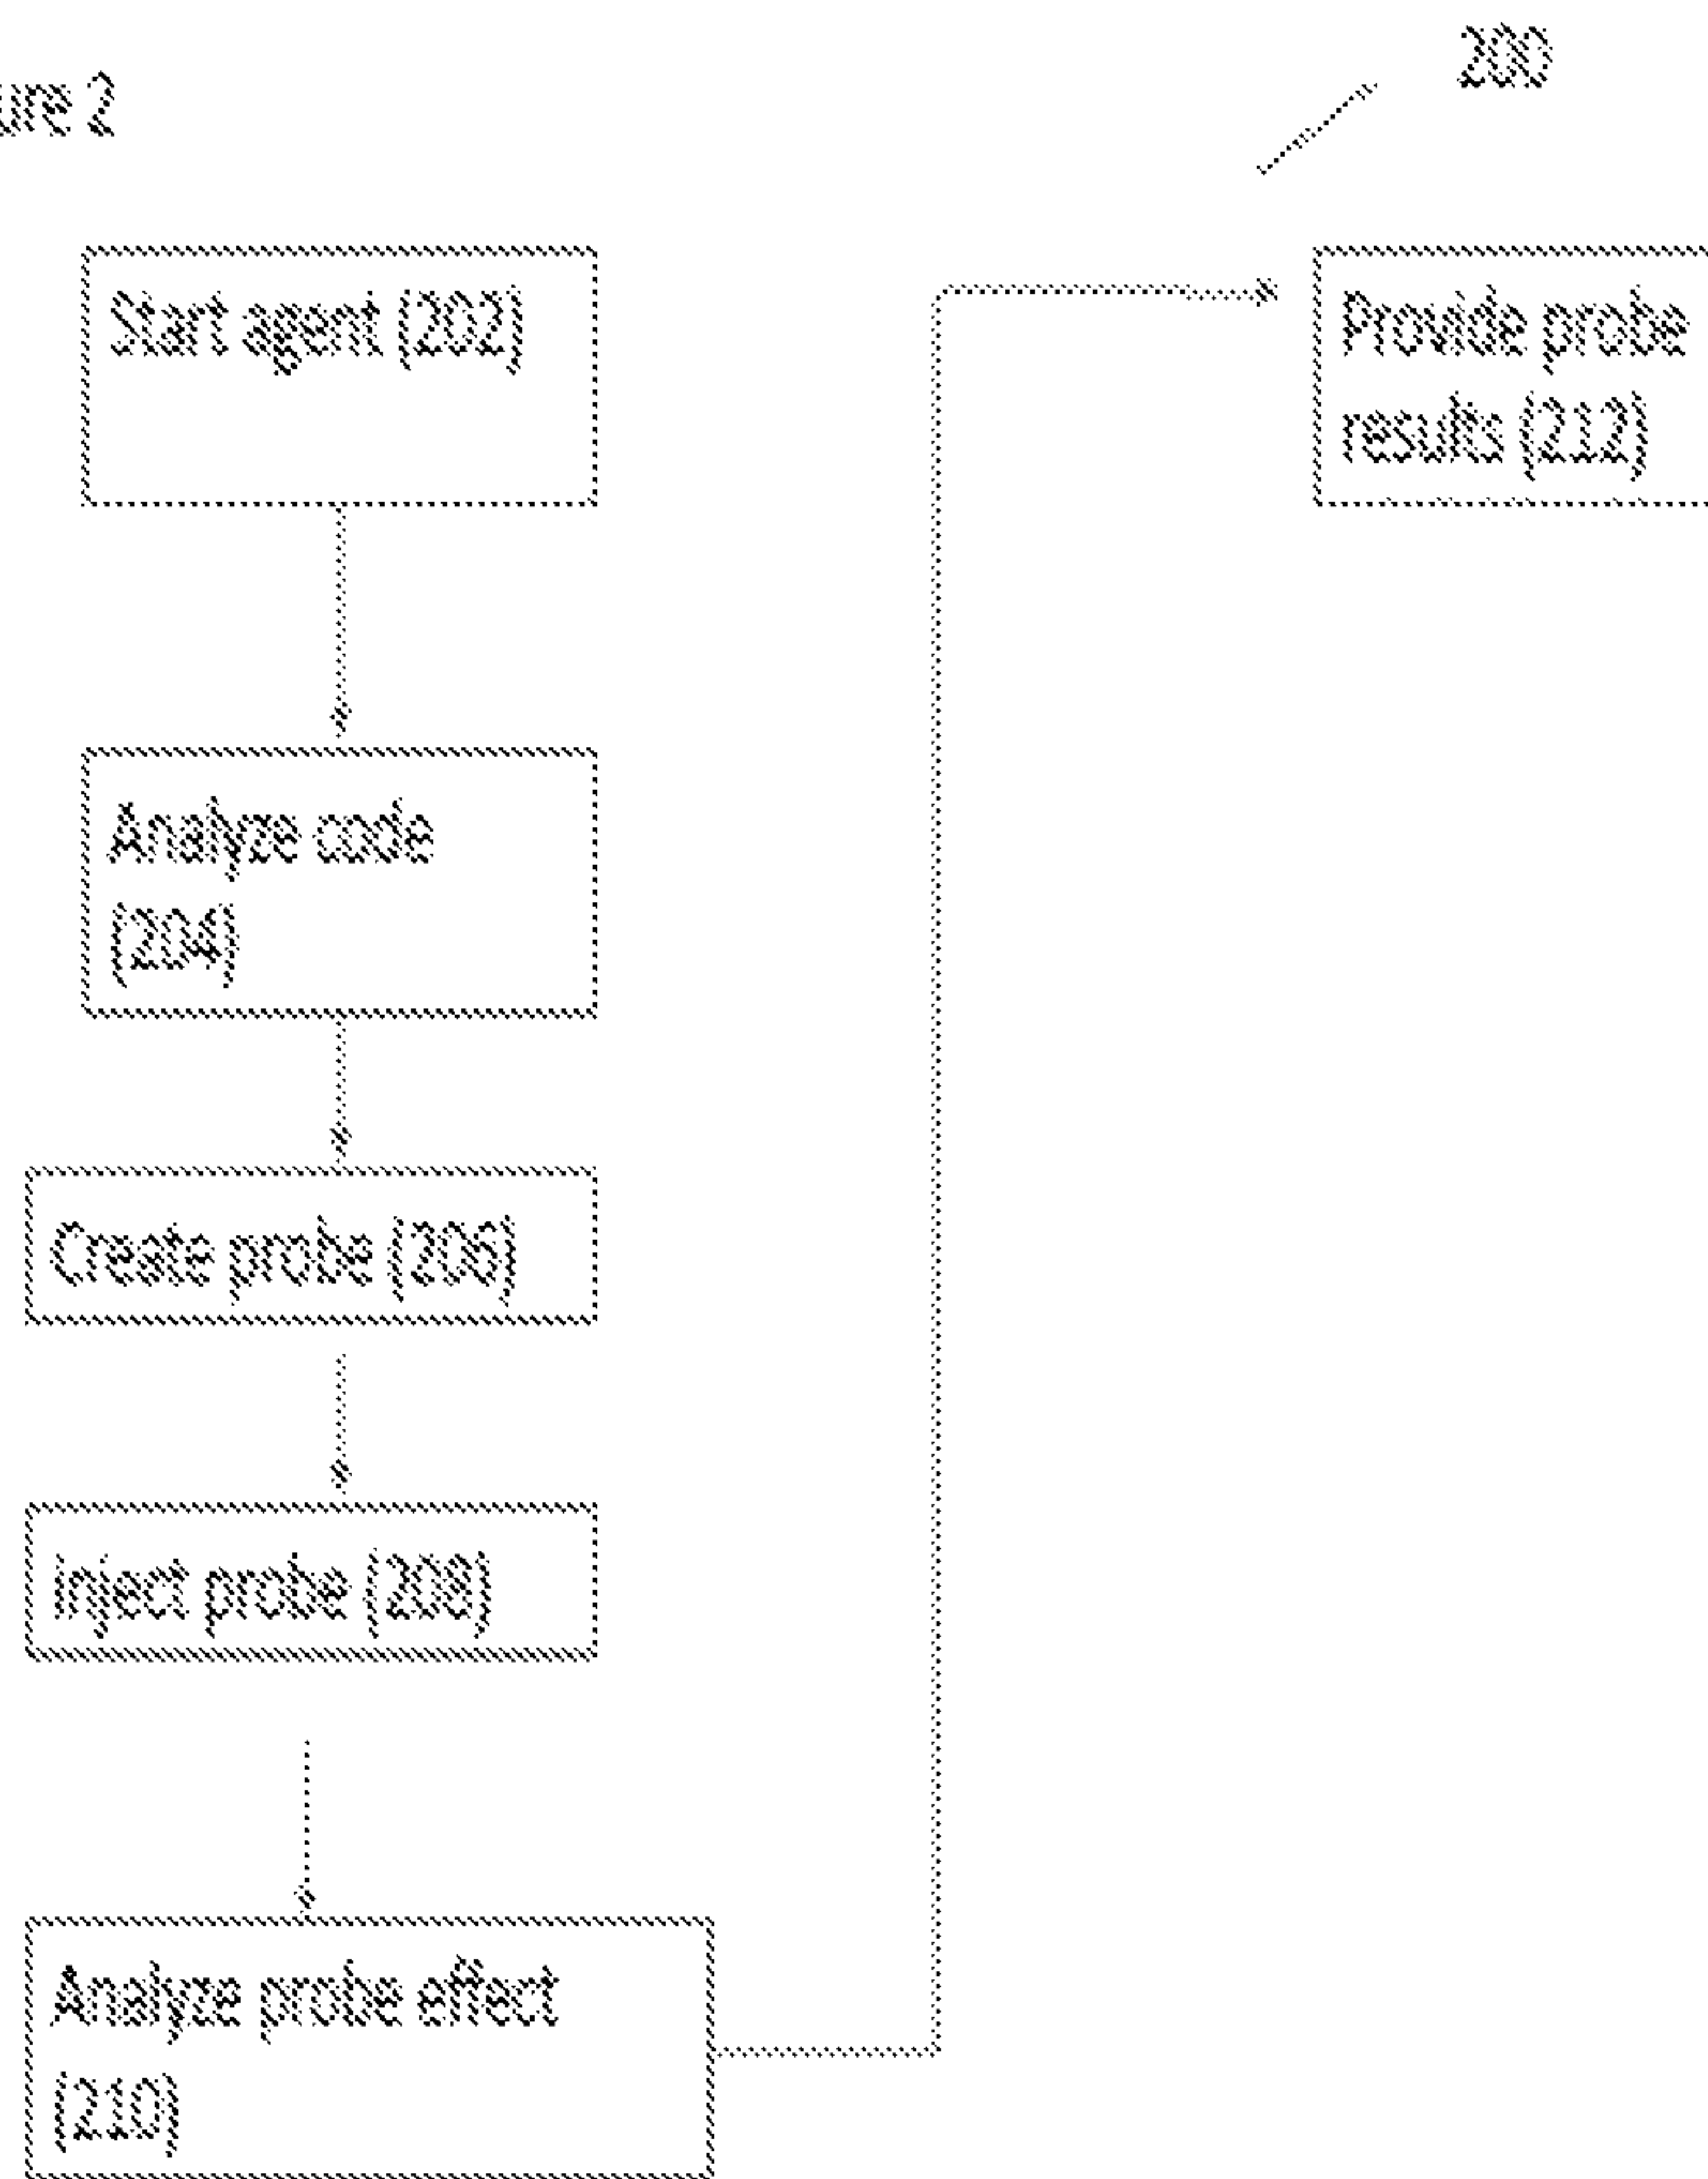 ure 2
200
Start agent (202)
Analyze code
(204)
Create probe (206)
Inject probe (208)
Analyze probe effect
(210)
Provide probe
results (212)